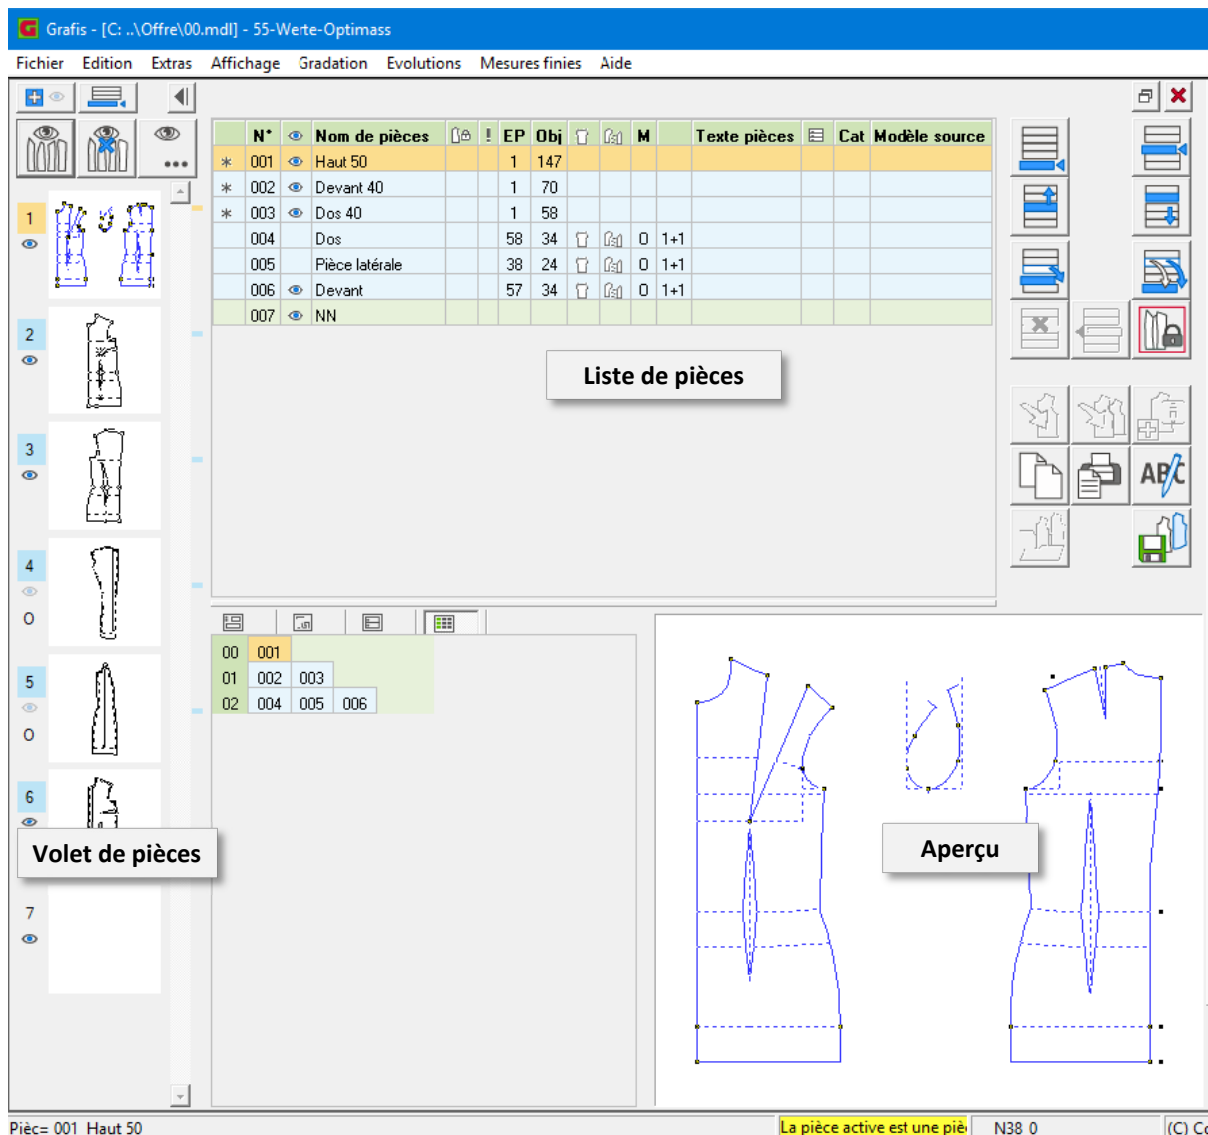 Grafis - [C: ..\Offre\00.mdl] - 55-Werte-Optimass
Fichier Edition Extras Affichage Gradation Evolutions Mesures finies Aide
N° Nom de pièces ! EP Obj M Texte pièces Cat Modèle source
* 001 Haut 50 1 147
* 002 Devant 40 1 70
* 003 Dos 40 1 58
004 Dos 58 34 O 1+1
005 Pièce latérale 38 24 O 1+1
006 Devant 57 34 O 1+1
007 NN
Liste de pièces
1
2
3
4
O
5
O
6
Volet de pièces
7
ABC
00 001
01 002 003
02 004 005 006
Aperçu
Pièc= 001 Haut 50 La pièce active est une piè N38 0 (C) Co